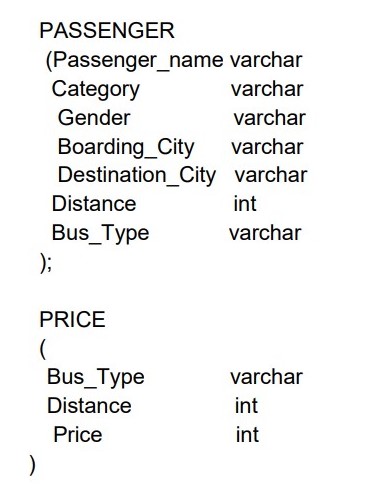 PASSENGER
(Passenger_name varchar
Category varchar
Gender varchar
Boarding_City varchar
Destination_City varchar
Distance int
Bus_Type varchar
);
PRICE
(
Bus_Type varchar
Distance int
Price int
)